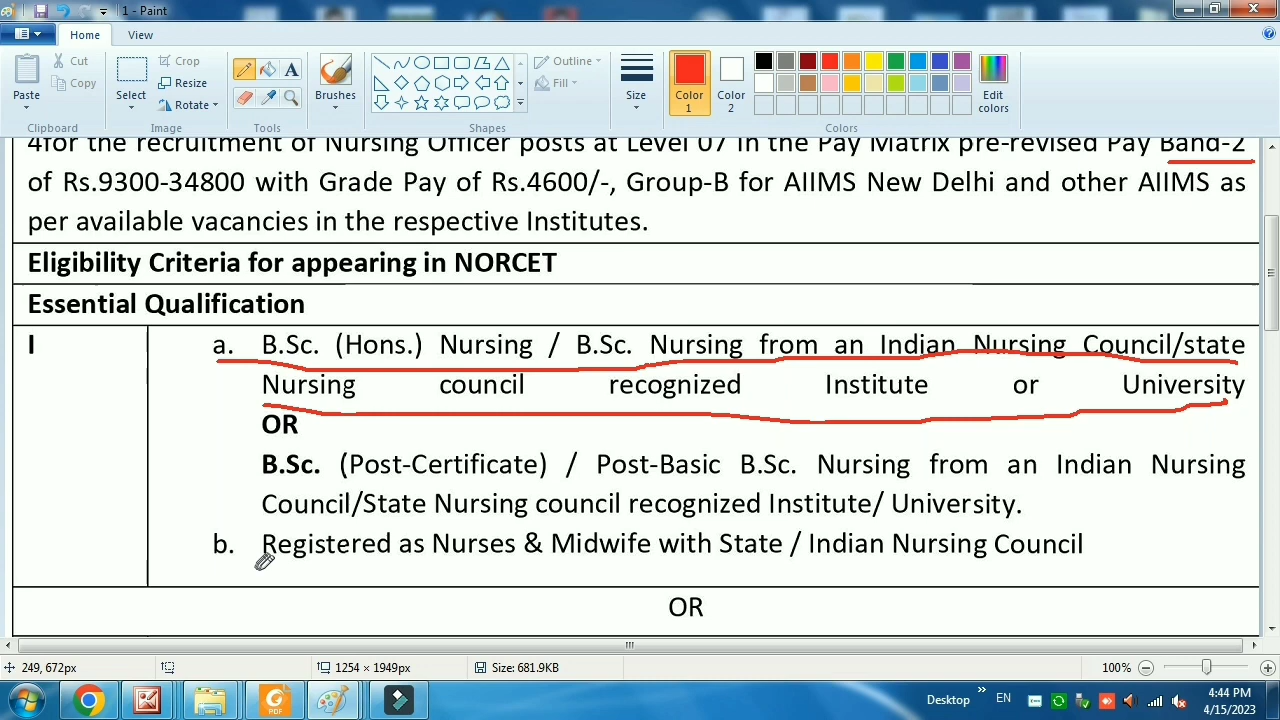 1 - Paint
Home View
Paste
Cut
Copy
Clipboard
Select
Crop
Resize
Rotate
Image
A
Tools
Brushes
Outline
Fill
Shapes
Size
Color 1
Color 2
Edit colors
Colors
4for the recruitment of Nursing Officer posts at Level 07 in the Pay Matrix pre-revised Pay Band-2
of Rs.9300-34800 with Grade Pay of Rs.4600/-, Group-B for AIIMS New Delhi and other AIIMS as
per available vacancies in the respective Institutes.
Eligibility Criteria for appearing in NORCET
Essential Qualification
I
a. B.Sc. (Hons.) Nursing / B.Sc. Nursing from an Indian Nursing Council/state
Nursing council recognized Institute or University
OR
B.Sc. (Post-Certificate) / Post-Basic B.Sc. Nursing from an Indian Nursing
Council/State Nursing council recognized Institute/ University.
b. Registered as Nurses & Midwife with State / Indian Nursing Council
OR
249, 672px
1254 × 1949px
Size: 681.9KB
100%
PDF
Desktop
»
EN
4:44 PM
4/15/2023